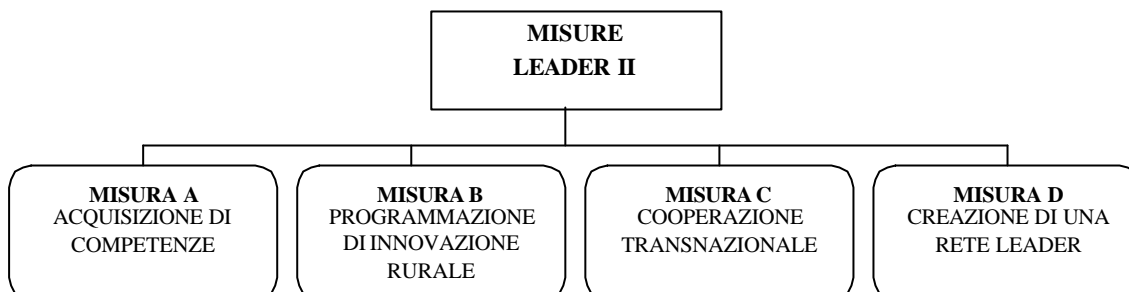 MISURE
LEADER II
MISURA A
ACQUISIZIONE DI
COMPETENZE
MISURA B
PROGRAMMAZIONE
DI INNOVAZIONE
RURALE
MISURA C
COOPERAZIONE
TRANSNAZIONALE
MISURA D
CREAZIONE DI UNA
RETE LEADER